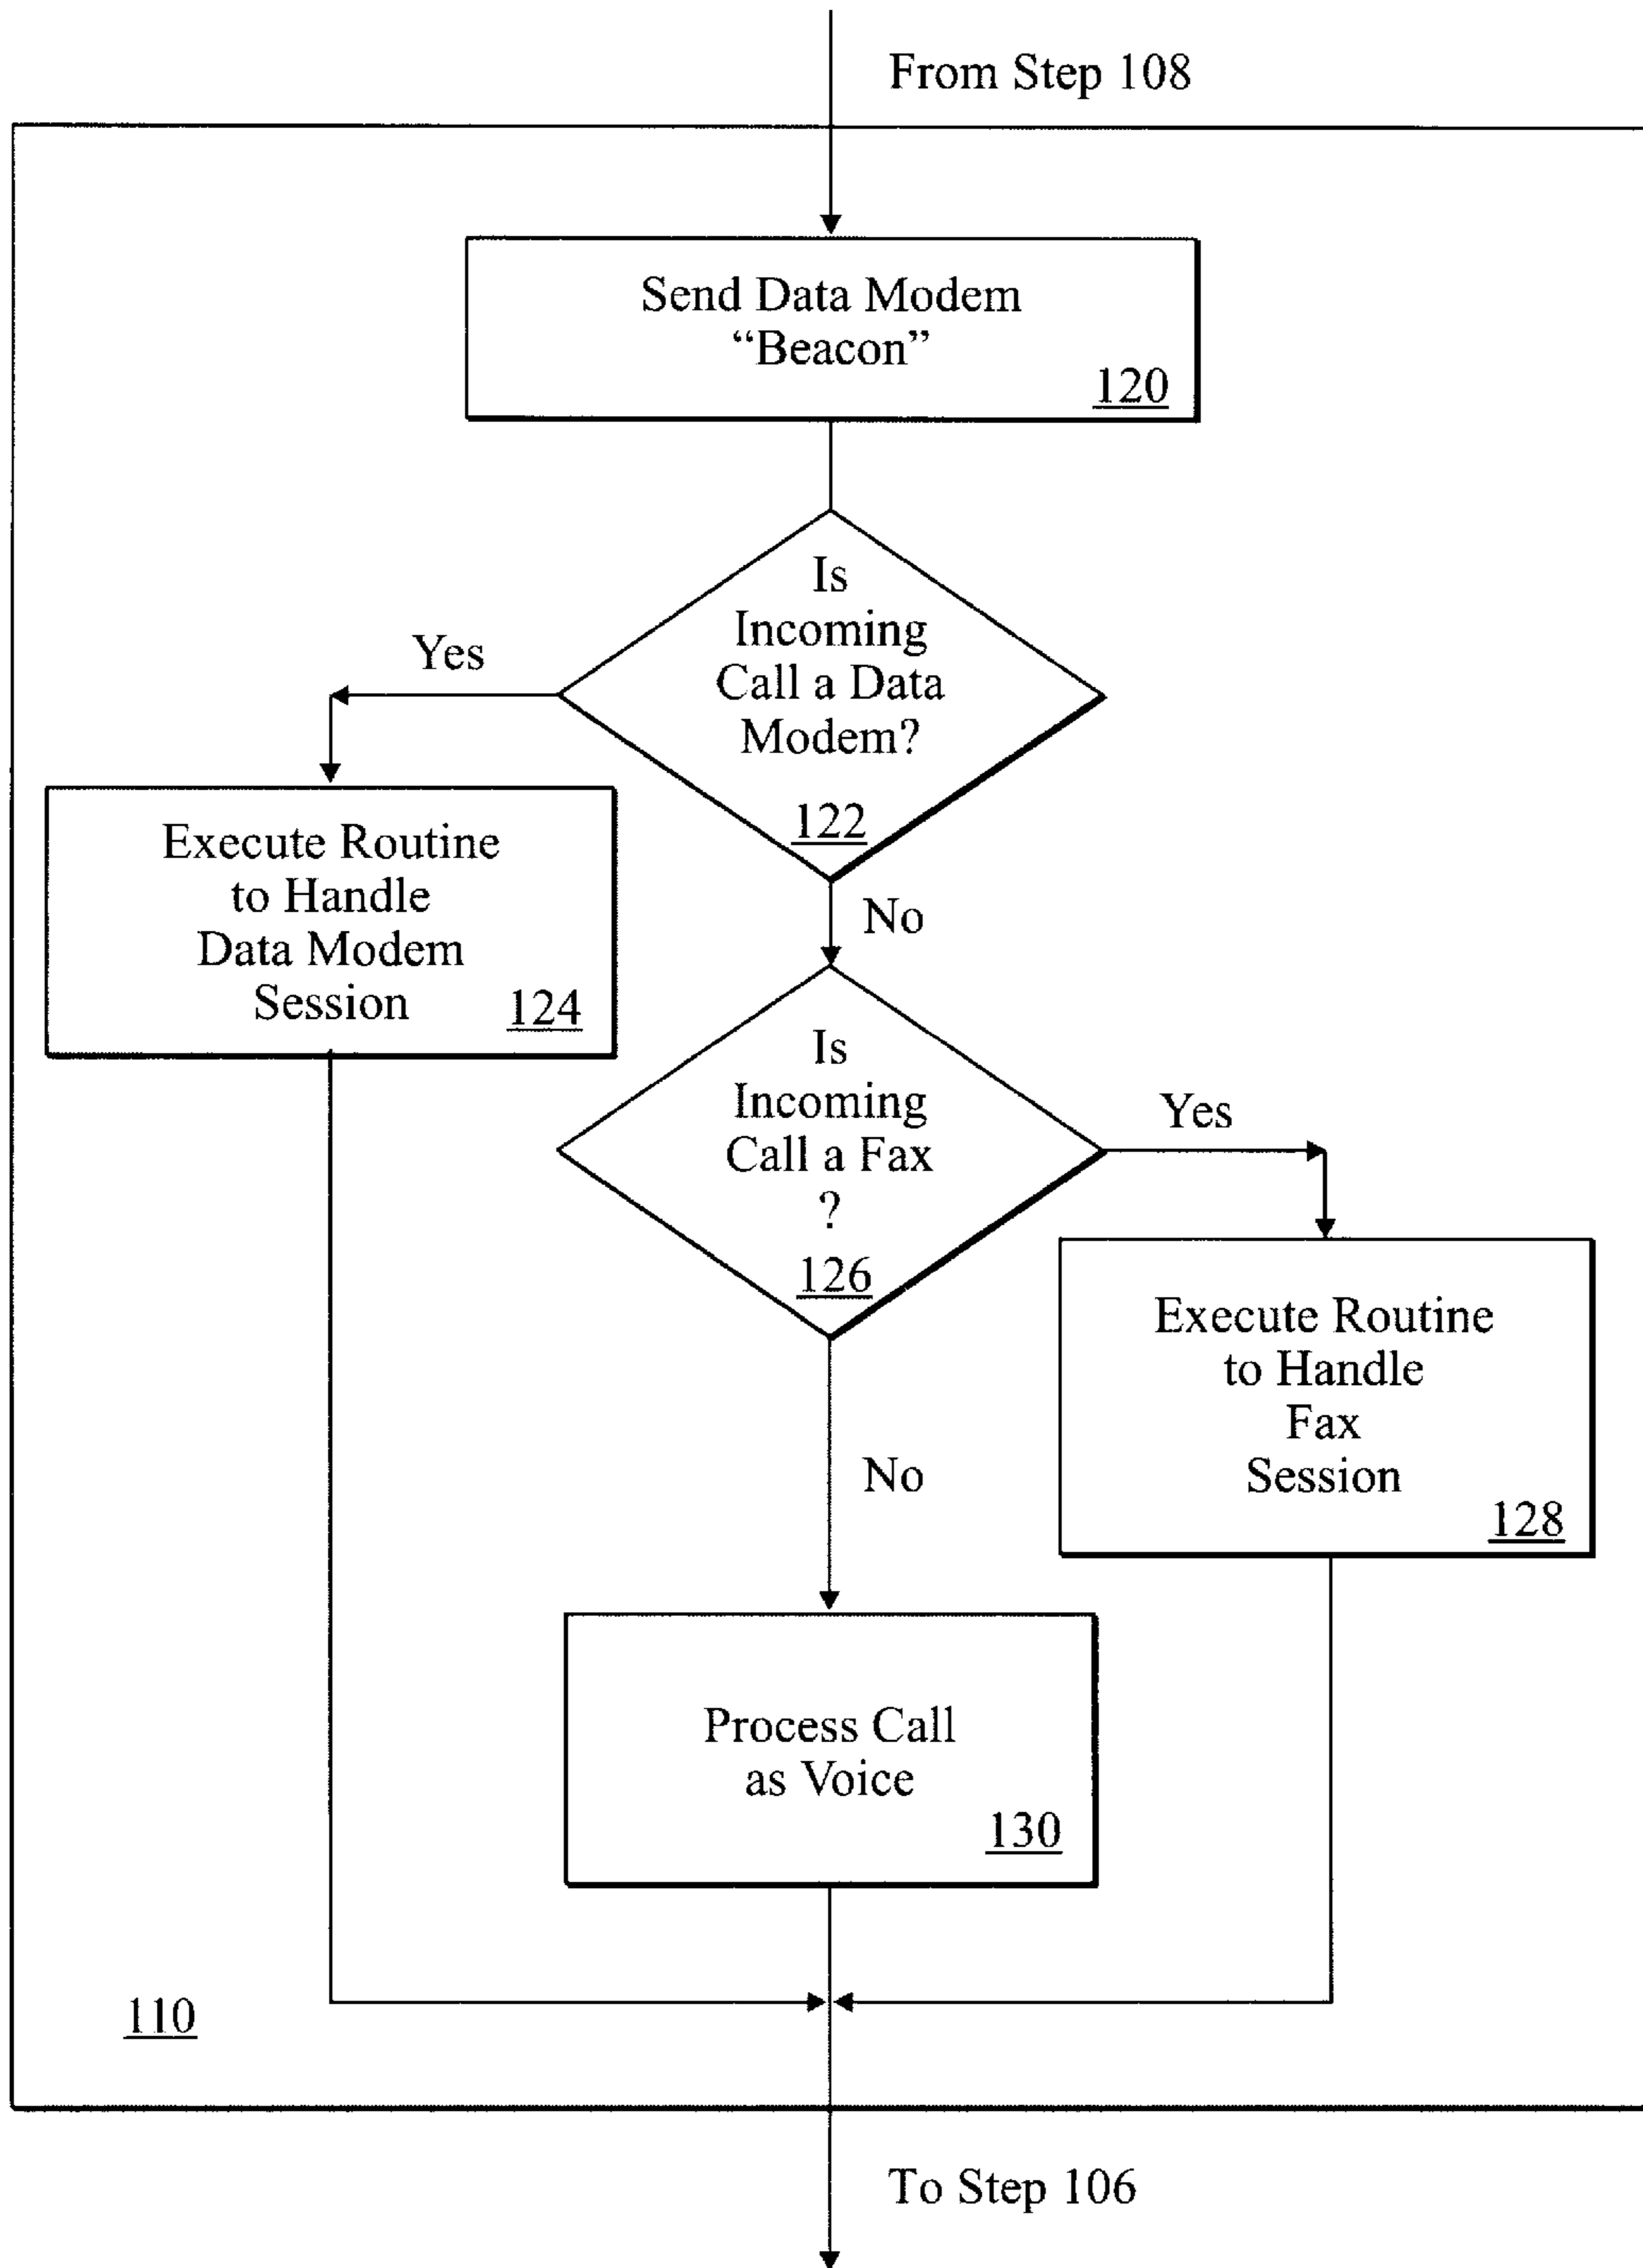 From Step 108
Send Data Modem
“Beacon”
120
Is
Incoming
Call a Data
Modem?
122
Yes
No
Execute Routine
to Handle
Data Modem
Session
124
Is
Incoming
Call a Fax
?
126
Yes
No
Execute Routine
to Handle
Fax
Session
128
Process Call
as Voice
130
110
To Step 106